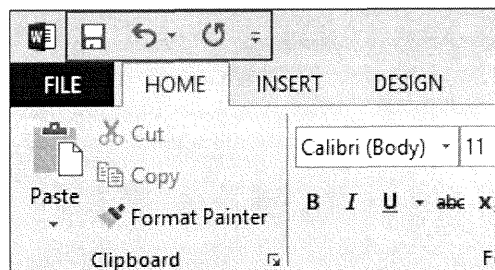 W
FILE HOME INSERT DESIGN
Cut
Calibri (Body) 11
Copy
Paste
B I U abc x
Format Painter
Clipboard F